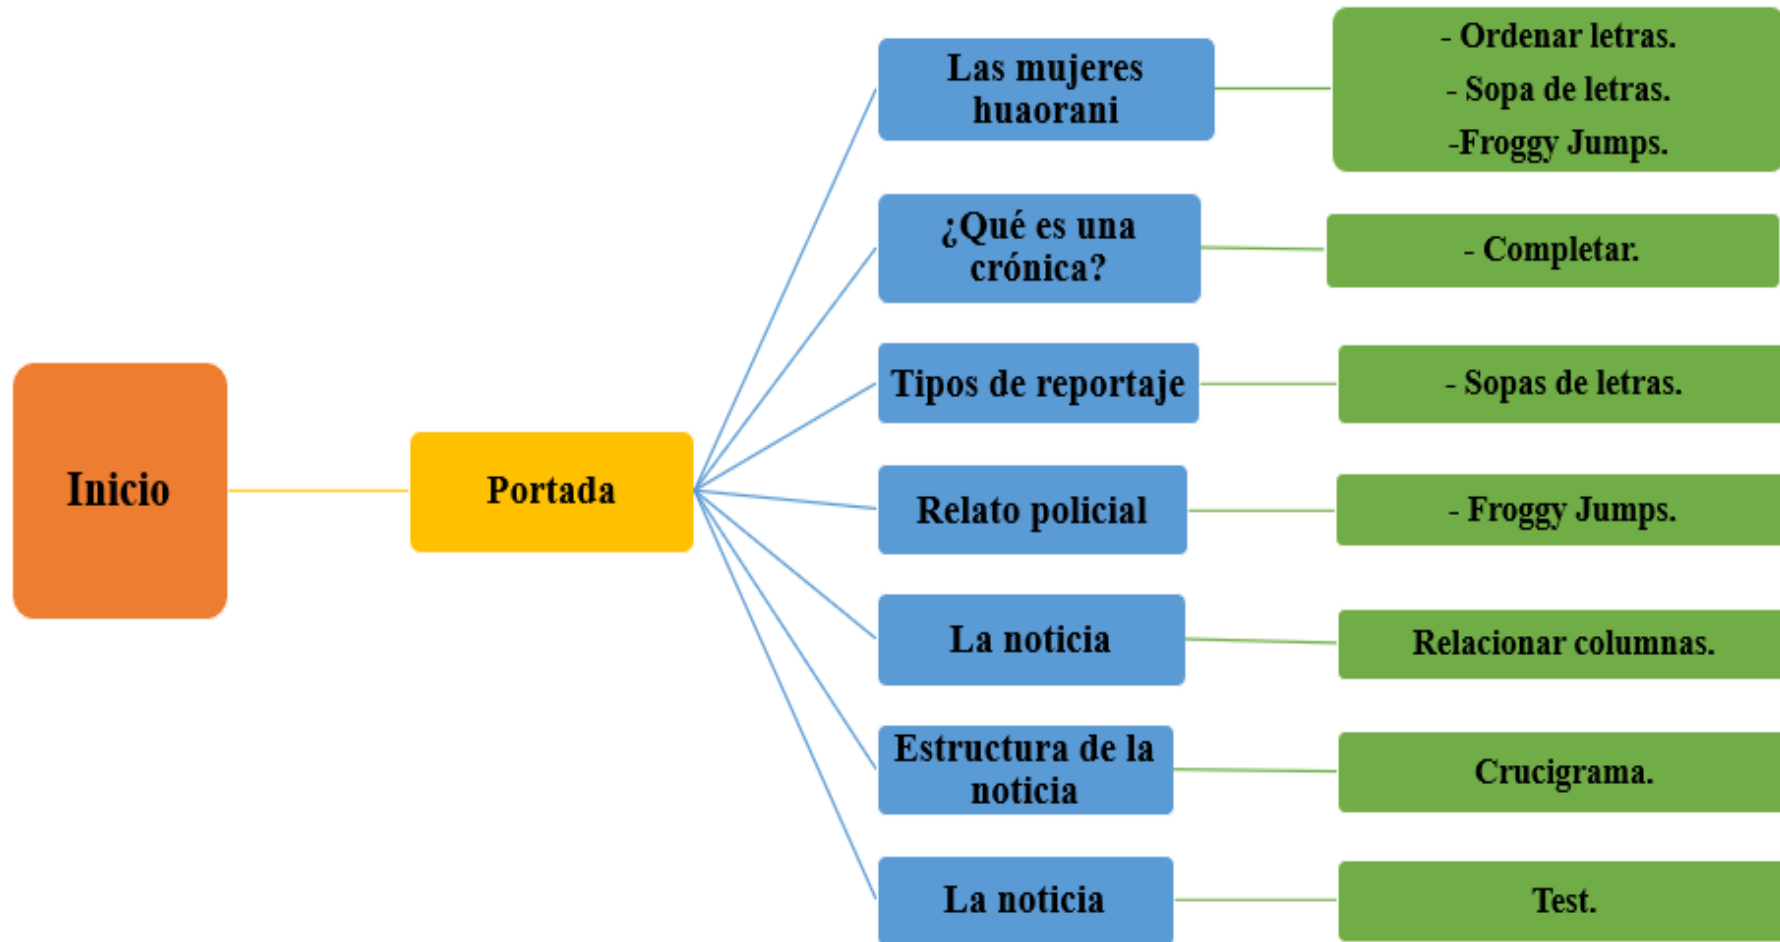 Inicio
Portada
Las mujeres
huaorani
- Ordenar letras.
- Sopa de letras.
-Froggy Jumps.
¿Qué es una
crónica?
- Completar.
Tipos de reportaje
- Sopas de letras.
Relato policial
- Froggy Jumps.
La noticia
Relacionar columnas.
Estructura de la
noticia
Crucigrama.
La noticia
Test.